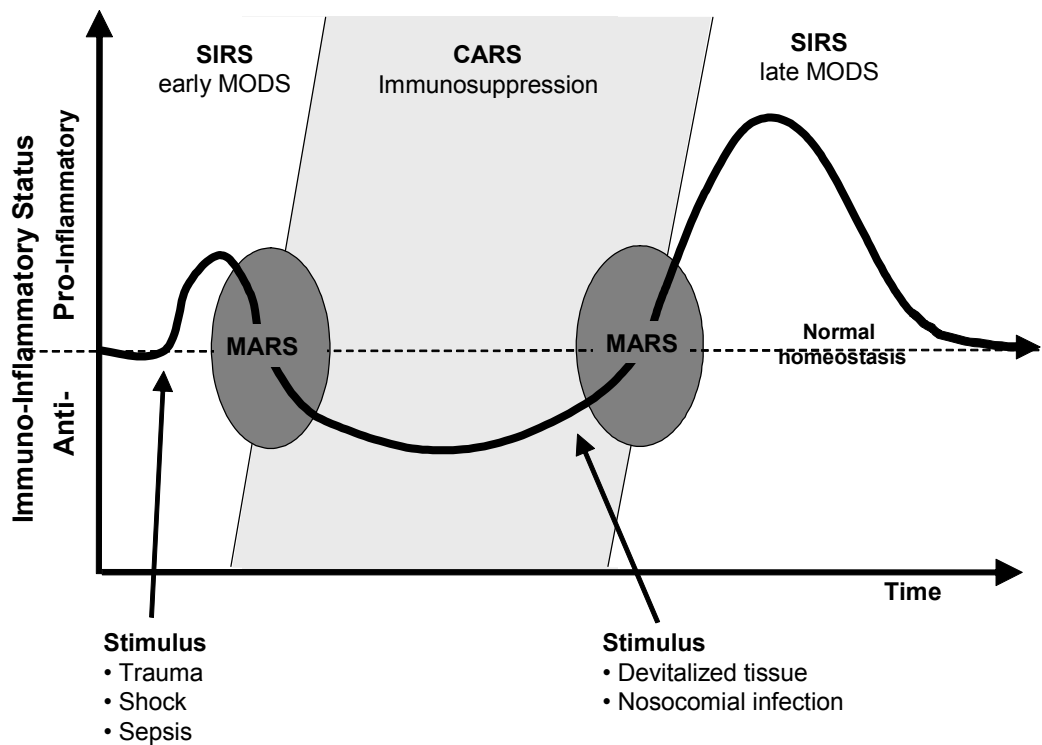 SIRS
early MODS
CARS
Immunosuppression
SIRS
late MODS
Immuno-Inflammatory Status
Anti- Pro-Inflammatory
MARS
MARS
Normal
homeostasis
Time
Stimulus
• Trauma
• Shock
• Sepsis
Stimulus
• Devitalized tissue
• Nosocomial infection